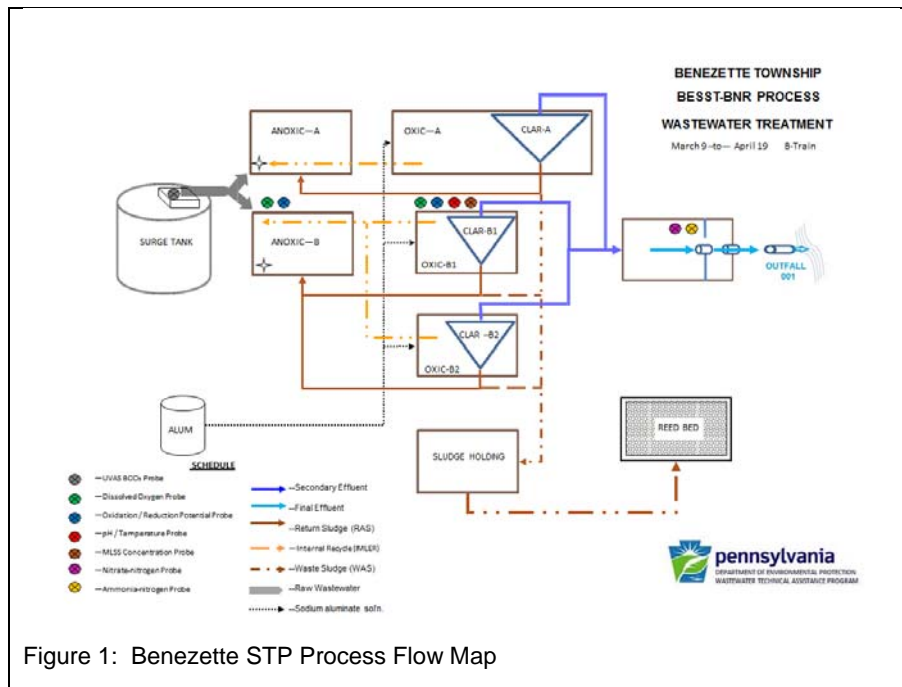 BENEZETTE TOWNSHIP
BESST-BNR PROCESS
WASTEWATER TREATMENT
March 9 –to— April 19 B-Train
ANOXIC—A
OXIC—A
CLAR-A
SURGE TANK
ANOXIC—B
CLAR-B1
OXIC-B1
OUTFALL
001
CLAR –B2
OXIC-B2
ALUM
SLUDGE HOLDING
REED BED
SCHEDULE
—UVAS BOD₅ Probe
—Dissolved Oxygen Probe
—Oxidation / Reduction Potential Probe
—pH / Temperature Probe
—MLSS Concentration Probe
—Nitrate-nitrogen Probe
—Ammonia-nitrogen Probe
—Secondary Effluent
—Final Effluent
—Return Sludge (RAS)
—Internal Recycle (IMLER)
—Waste Sludge (WAS)
—Raw Wastewater
—Sodium aluminate sol'n.
pennsylvania
DEPARTMENT OF ENVIRONMENTAL PROTECTION
WASTEWATER TECHNICAL ASSISTANCE PROGRAM
Figure 1: Benezette STP Process Flow Map